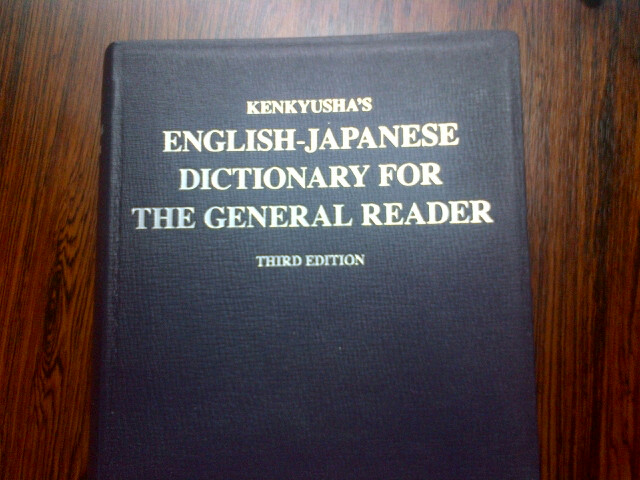 KENKYUSHA'S
ENGLISH-JAPANESE
DICTIONARY FOR
THE GENERAL READER
THIRD EDITION